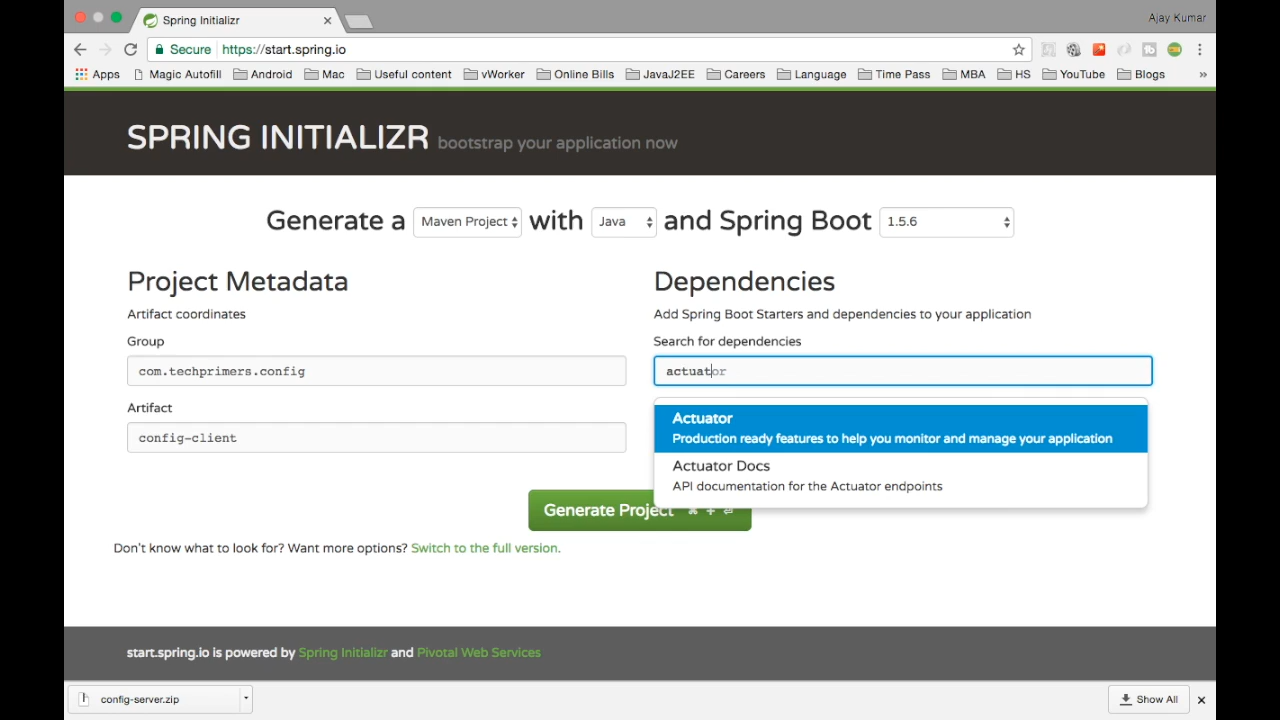 Spring Initializr
Ajay Kumar
Secure https://start.spring.io
Apps Magic Autofill Android Mac Useful content vWorker Online Bills JavaJ2EE Careers Language Time Pass MBA HS YouTube Blogs »
SPRING INITIALIZR bootstrap your application now
Generate a Maven Project with Java and Spring Boot 1.5.6
Project Metadata
Artifact coordinates
Group
com.techprimers.config
Artifact
config-client
Dependencies
Add Spring Boot Starters and dependencies to your application
Search for dependencies
actuator
Actuator
Production ready features to help you monitor and manage your application
Actuator Docs
API documentation for the Actuator endpoints
Generate Project ⌘ + ⏎
Don't know what to look for? Want more options? Switch to the full version.
start.spring.io is powered by Spring Initializr and Pivotal Web Services
config-server.zip
Show All